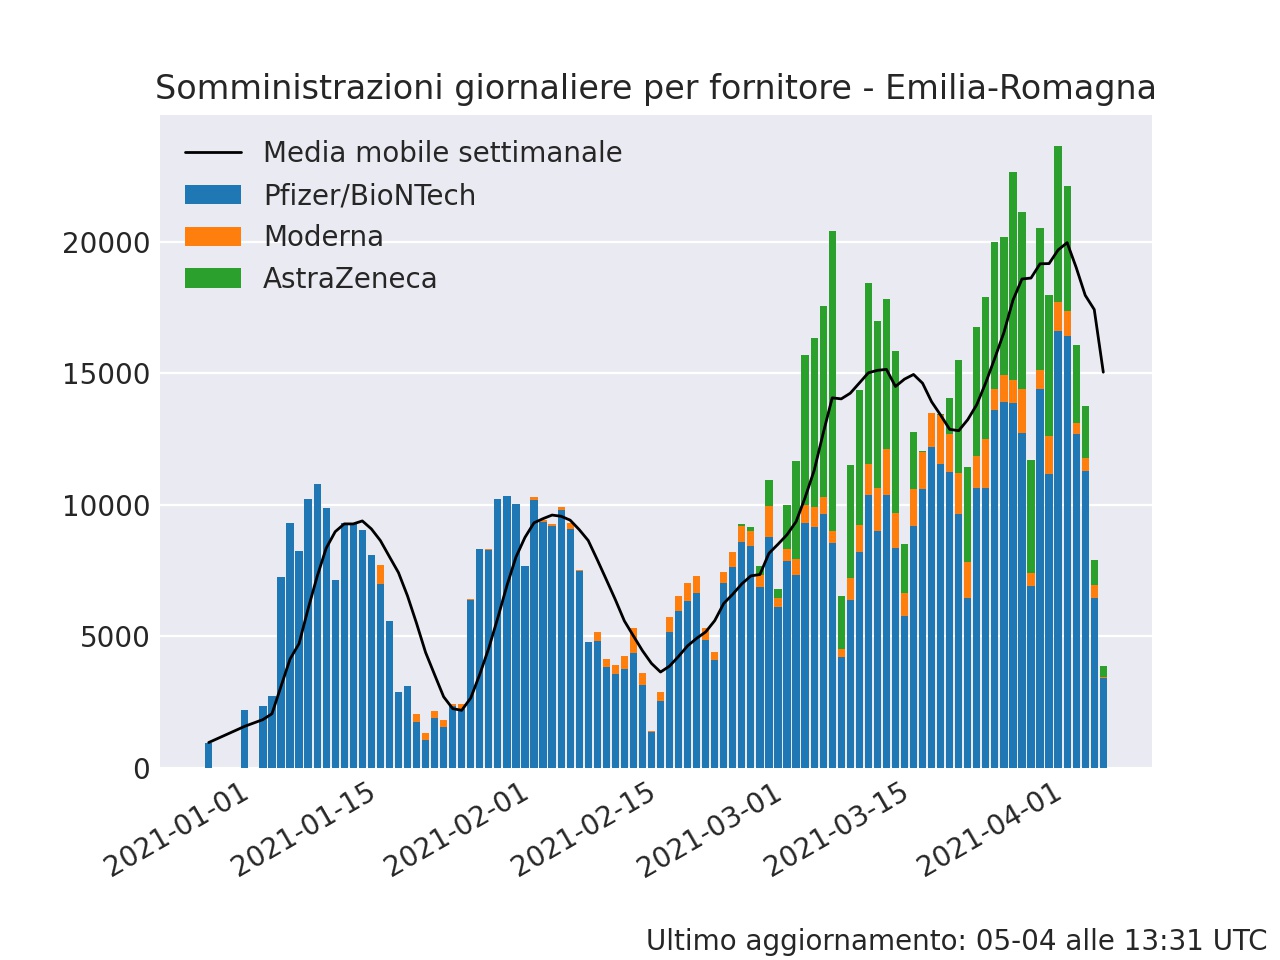 Somministrazioni giornaliere per fornitore - Emilia-Romagna
Media mobile settimanale
Pfizer/BioNTech
Moderna
AstraZeneca
20000
15000
10000
5000
0
2021-01-01
2021-01-15
2021-02-01
2021-02-15
2021-03-01
2021-03-15
2021-04-01
Ultimo aggiornamento: 05-04 alle 13:31 UTC